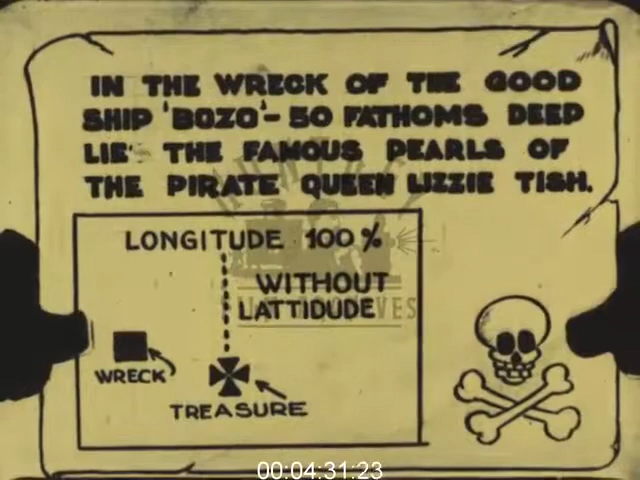 IN THE WRECK OF THE GOOD
SHIP 'BOZO' - 50 FATHOMS DEEP
LIE THE FAMOUS PEARLS OF
THE PIRATE QUEEN LIZZIE TISH.
LONGITUDE 100%
WITHOUT
LATTIDUDE
WRECK
TREASURE
00:04:31:23